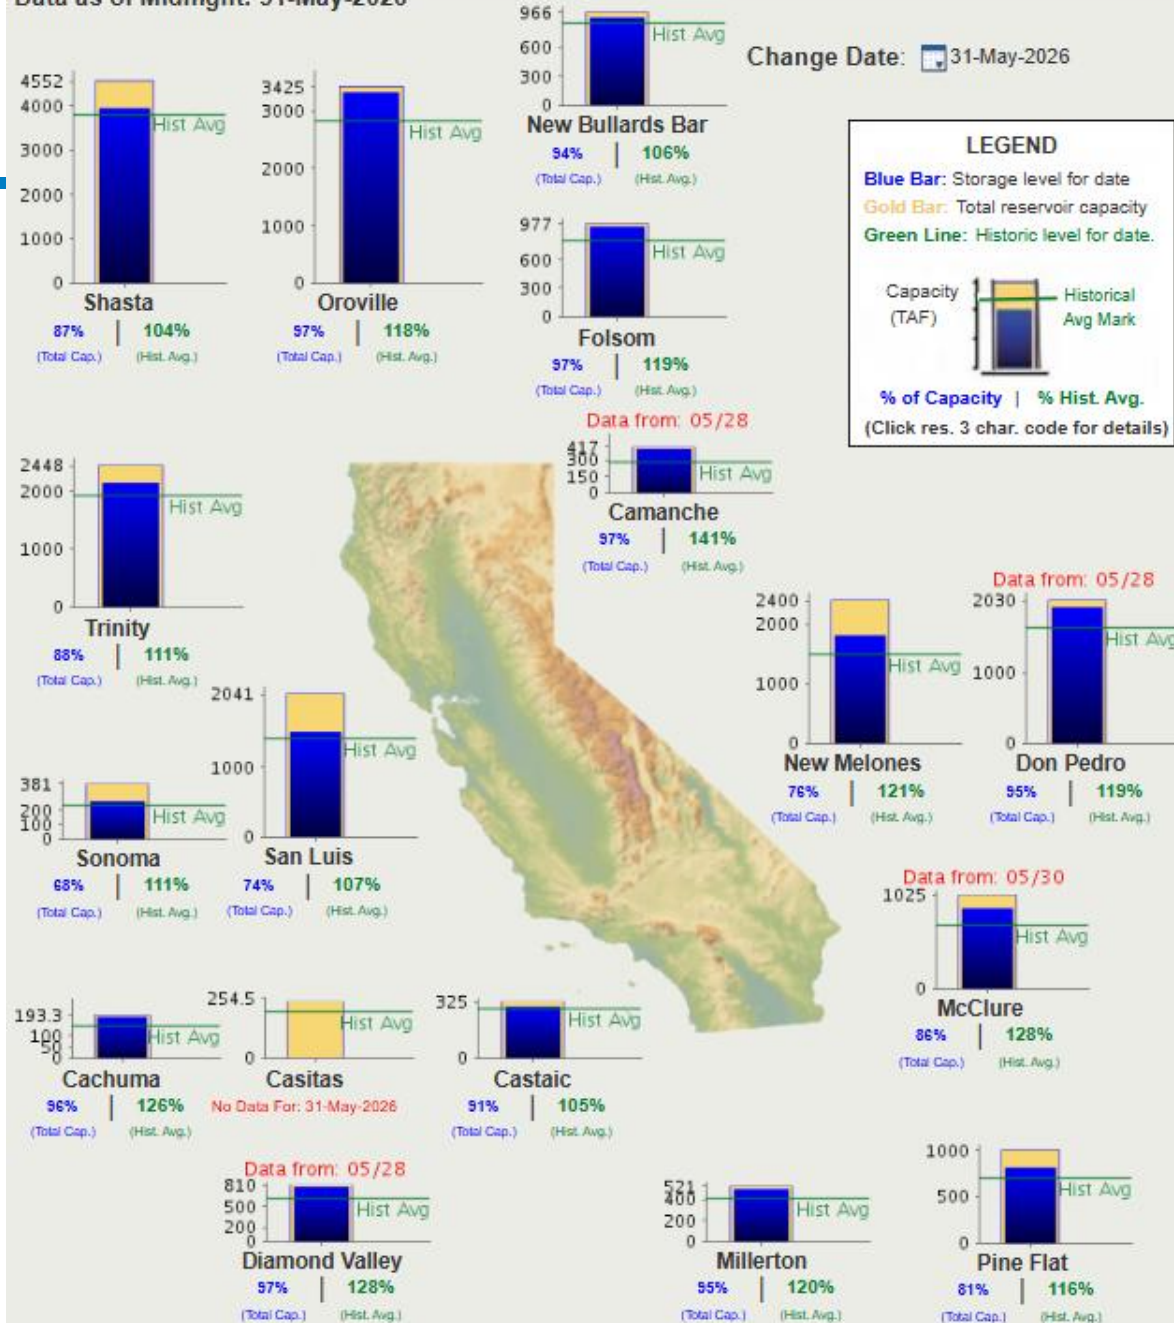 Data as of Midnight: 31-May-2026
Change Date: 31-May-2026
LEGEND
Blue Bar: Storage level for date
Gold Bar: Total reservoir capacity
Green Line: Historic level for date.
Capacity
(TAF)
Historical
Avg Mark
% of Capacity | % Hist. Avg.
(Click res. 3 char. code for details)
966
600
300
0
Hist Avg
New Bullards Bar
94% | 106%
(Total Cap.) (Hist. Avg.)
4552
4000
3000
2000
1000
0
Hist Avg
Shasta
87% | 104%
(Total Cap.) (Hist. Avg.)
3425
3000
2000
1000
0
Hist Avg
Oroville
97% | 118%
(Total Cap.) (Hist. Avg.)
977
600
300
0
Hist Avg
Folsom
97% | 119%
(Total Cap.) (Hist. Avg.)
Data from: 05/28
417
300
150
0
Hist Avg
Camanche
97% | 141%
(Total Cap.) (Hist. Avg.)
2448
2000
1000
0
Hist Avg
Trinity
88% | 111%
(Total Cap.) (Hist. Avg.)
2400
2000
1000
0
Hist Avg
New Melones
76% | 121%
(Total Cap.) (Hist. Avg.)
Data from: 05/28
2030
1000
0
Hist Avg
Don Pedro
95% | 119%
(Total Cap.) (Hist. Avg.)
381
200
100
0
Hist Avg
Sonoma
68% | 111%
(Total Cap.) (Hist. Avg.)
2041
1000
0
Hist Avg
San Luis
74% | 107%
(Total Cap.) (Hist. Avg.)
Data from: 05/30
1025
0
Hist Avg
McClure
86% | 128%
(Total Cap.) (Hist. Avg.)
193.3
100
50
0
Hist Avg
Cachuma
96% | 126%
(Total Cap.) (Hist. Avg.)
254.5
0
Hist Avg
Casitas
No Data For: 31-May-2026
325
0
Hist Avg
Castaic
91% | 105%
(Total Cap.) (Hist. Avg.)
Data from: 05/28
810
500
200
0
Hist Avg
Diamond Valley
97% | 128%
(Total Cap.) (Hist. Avg.)
521
400
200
0
Hist Avg
Millerton
95% | 120%
(Total Cap.) (Hist. Avg.)
1000
500
0
Hist Avg
Pine Flat
81% | 116%
(Total Cap.) (Hist. Avg.)